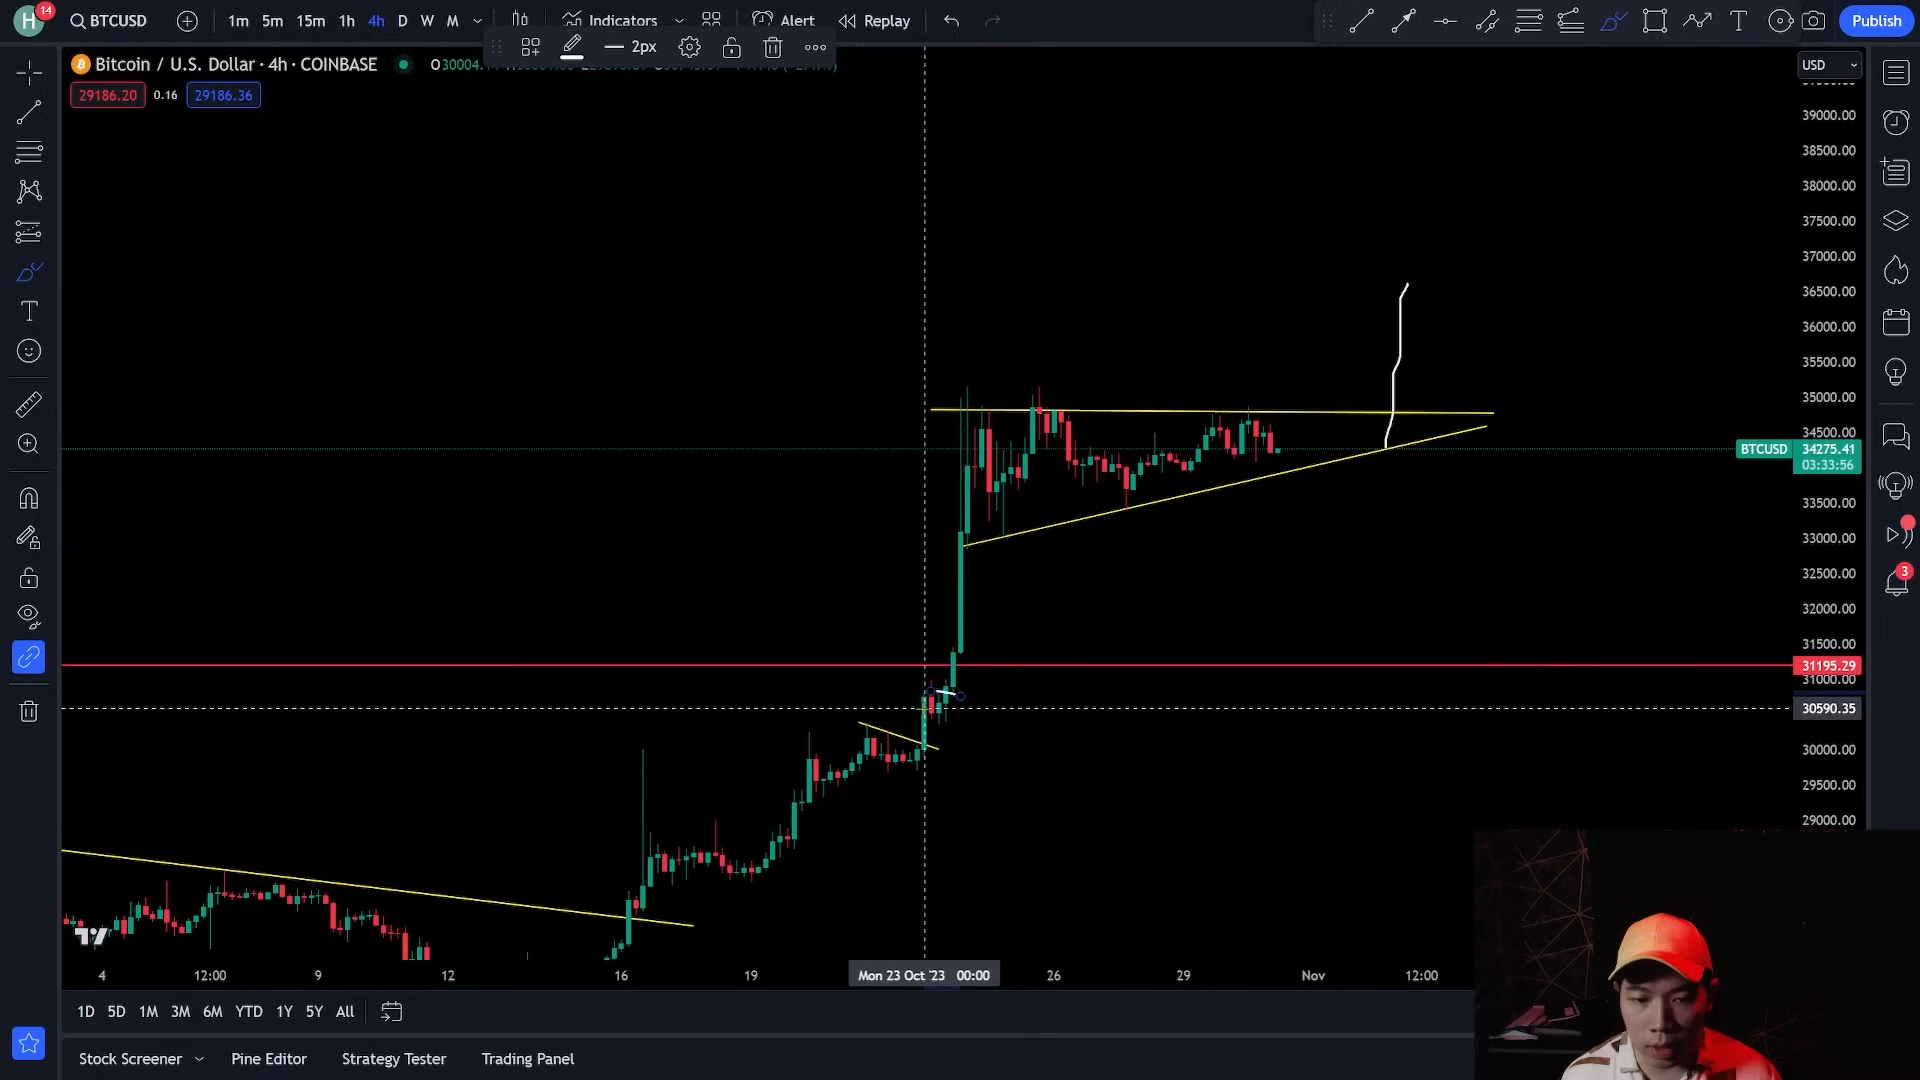 H
14
BTCUSD
1m 5m 15m 1h 4h D W M
Indicators
Alert
Replay
Publish
2px
Bitcoin / U.S. Dollar · 4h · COINBASE
29186.20 0.16 29186.36
USD
39000.00
38500.00
38000.00
37500.00
37000.00
36500.00
36000.00
35500.00
35000.00
34500.00
BTCUSD 34275.41
03:33:56
33500.00
33000.00
32500.00
32000.00
31500.00
31195.29
31000.00
30590.35
30000.00
29500.00
29000.00
3
4 12:00 9 12 16 19 Mon 23 Oct '23 00:00 26 29 Nov 12:00
1D 5D 1M 3M 6M YTD 1Y 5Y All
Stock Screener Pine Editor Strategy Tester Trading Panel